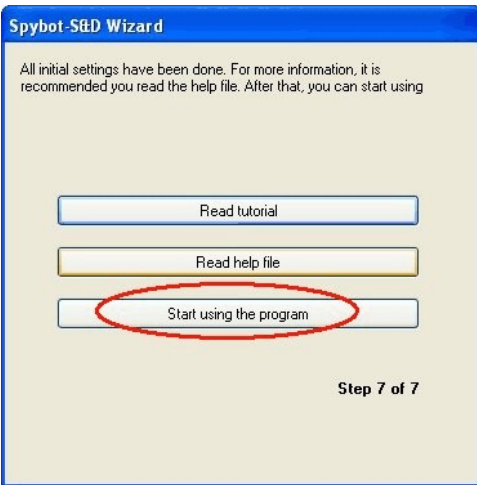 Spybot-S&D Wizard
All initial settings have been done. For more information, it is
recommended you read the help file. After that, you can start using
Read tutorial
Read help file
Start using the program
Step 7 of 7